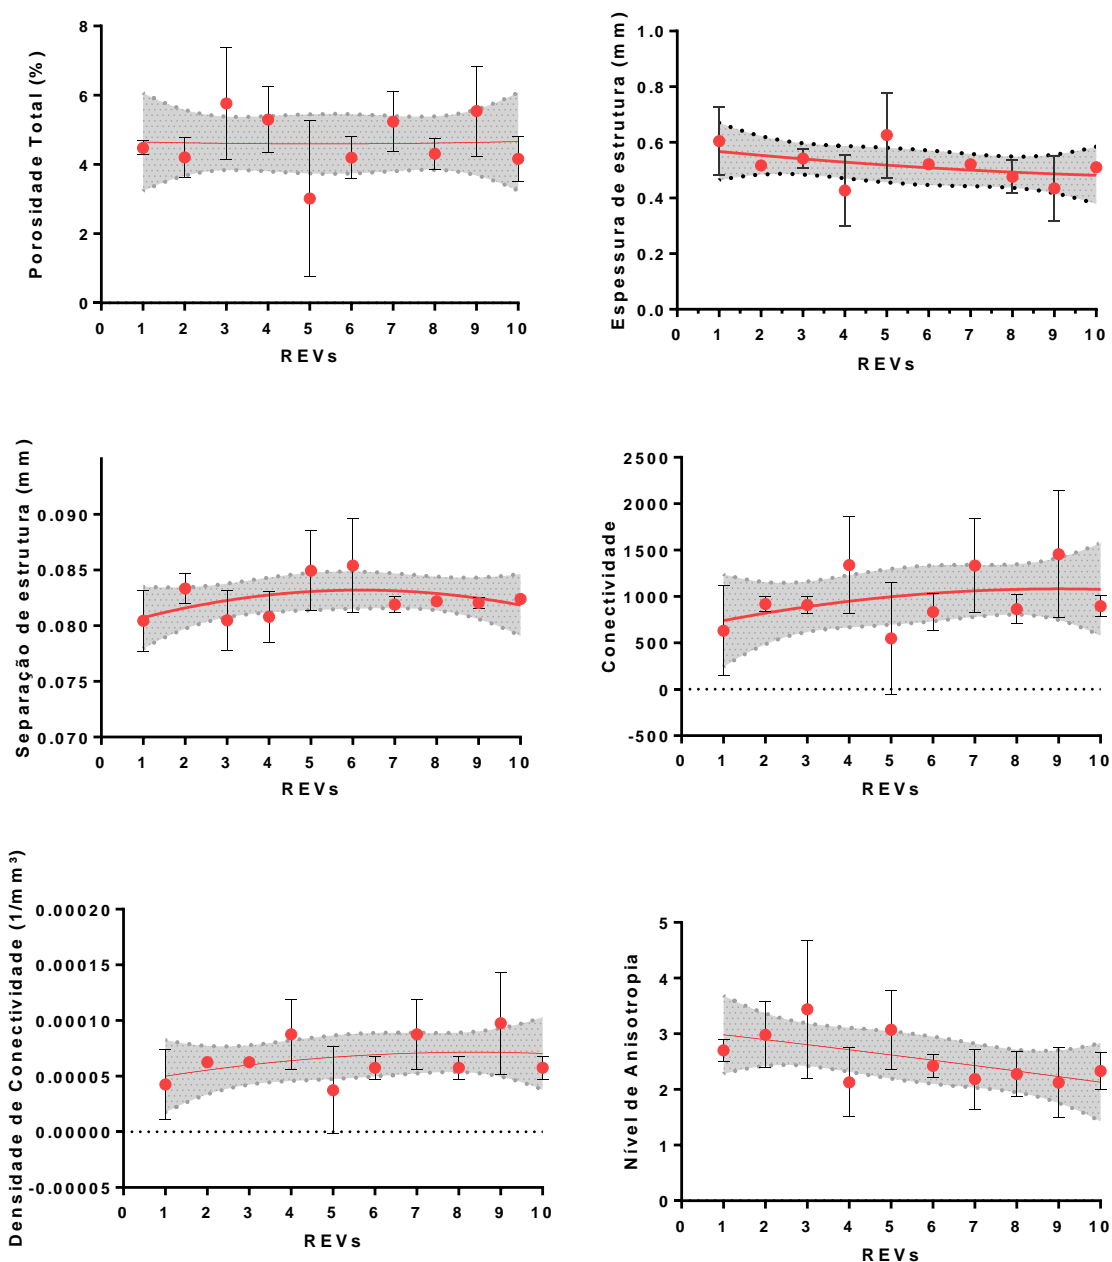 Porosidade Total (%)
8
6
4
2
0
0 1 2 3 4 5 6 7 8 9 10
REVs
Espessura de estrutura (mm)
1.0
0.8
0.6
0.4
0.2
0.0
0 1 2 3 4 5 6 7 8 9 10
REVs
Separação de estrutura (mm)
0.090
0.085
0.080
0.075
0.070
0 1 2 3 4 5 6 7 8 9 10
REVs
Conectividade
2500
2000
1500
1000
500
0
-500
0 1 2 3 4 5 6 7 8 9 10
REVs
Densidade de Conectividade (1/mm³)
0.00020
0.00015
0.00010
0.00005
0.00000
-0.00005
0 1 2 3 4 5 6 7 8 9 10
REVs
Nível de Anisotropia
5
4
3
2
1
0
0 1 2 3 4 5 6 7 8 9 10
REVs